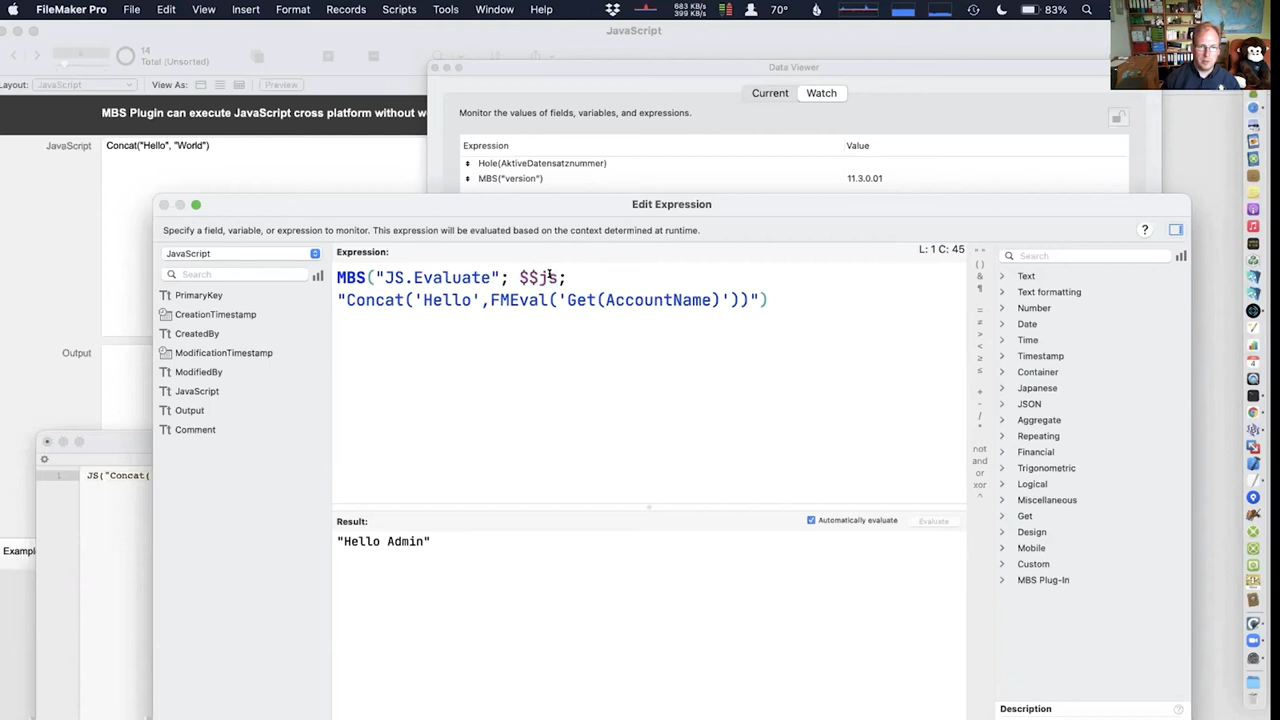 FileMaker Pro File Edit View Insert Format Records Scripts Tools Window Help 683 KB/s 399 KB/s 70° 83%
JavaScript
14
Total (Unsorted)
Layout: JavaScript View As: Preview
Data Viewer
Current Watch
MBS Plugin can execute JavaScript cross platform without w
Monitor the values of fields, variables, and expressions.
JavaScript Concat("Hello", "World")
Expression Value
Hole(AktiveDatensatznummer)
MBS("version") 11.3.0.01
Edit Expression
Specify a field, variable, or expression to monitor. This expression will be evaluated based on the context determined at runtime.
?
JavaScript
Expression:
L: 1 C: 45
Search
Search
MBS("JS.Evaluate"; $$js;
"Concat('Hello',FMEval('Get(AccountName)'))")
PrimaryKey
CreationTimestamp
CreatedBy
ModificationTimestamp
ModifiedBy
JavaScript
Output
Comment
Output
1 JS("Concat(
Exampl
" "
( )
&
¶
=
≠
>
<
≥
≤
+
-
/
*
not
and
or
xor
^
Text
Text formatting
Number
Date
Time
Timestamp
Container
Japanese
JSON
Aggregate
Repeating
Financial
Trigonometric
Logical
Miscellaneous
Get
Design
Mobile
Custom
MBS Plug-In
Result:
Automatically evaluate Evaluate
"Hello Admin"
Description ?